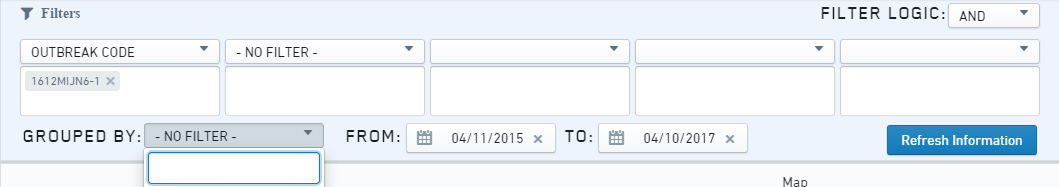 Filters
FILTER LOGIC: AND
OUTBREAK CODE - NO FILTER -
1612MIJN6-1 ×
GROUPED BY: - NO FILTER - FROM: 04/11/2015 × TO: 04/10/2017 × Refresh Information
Map